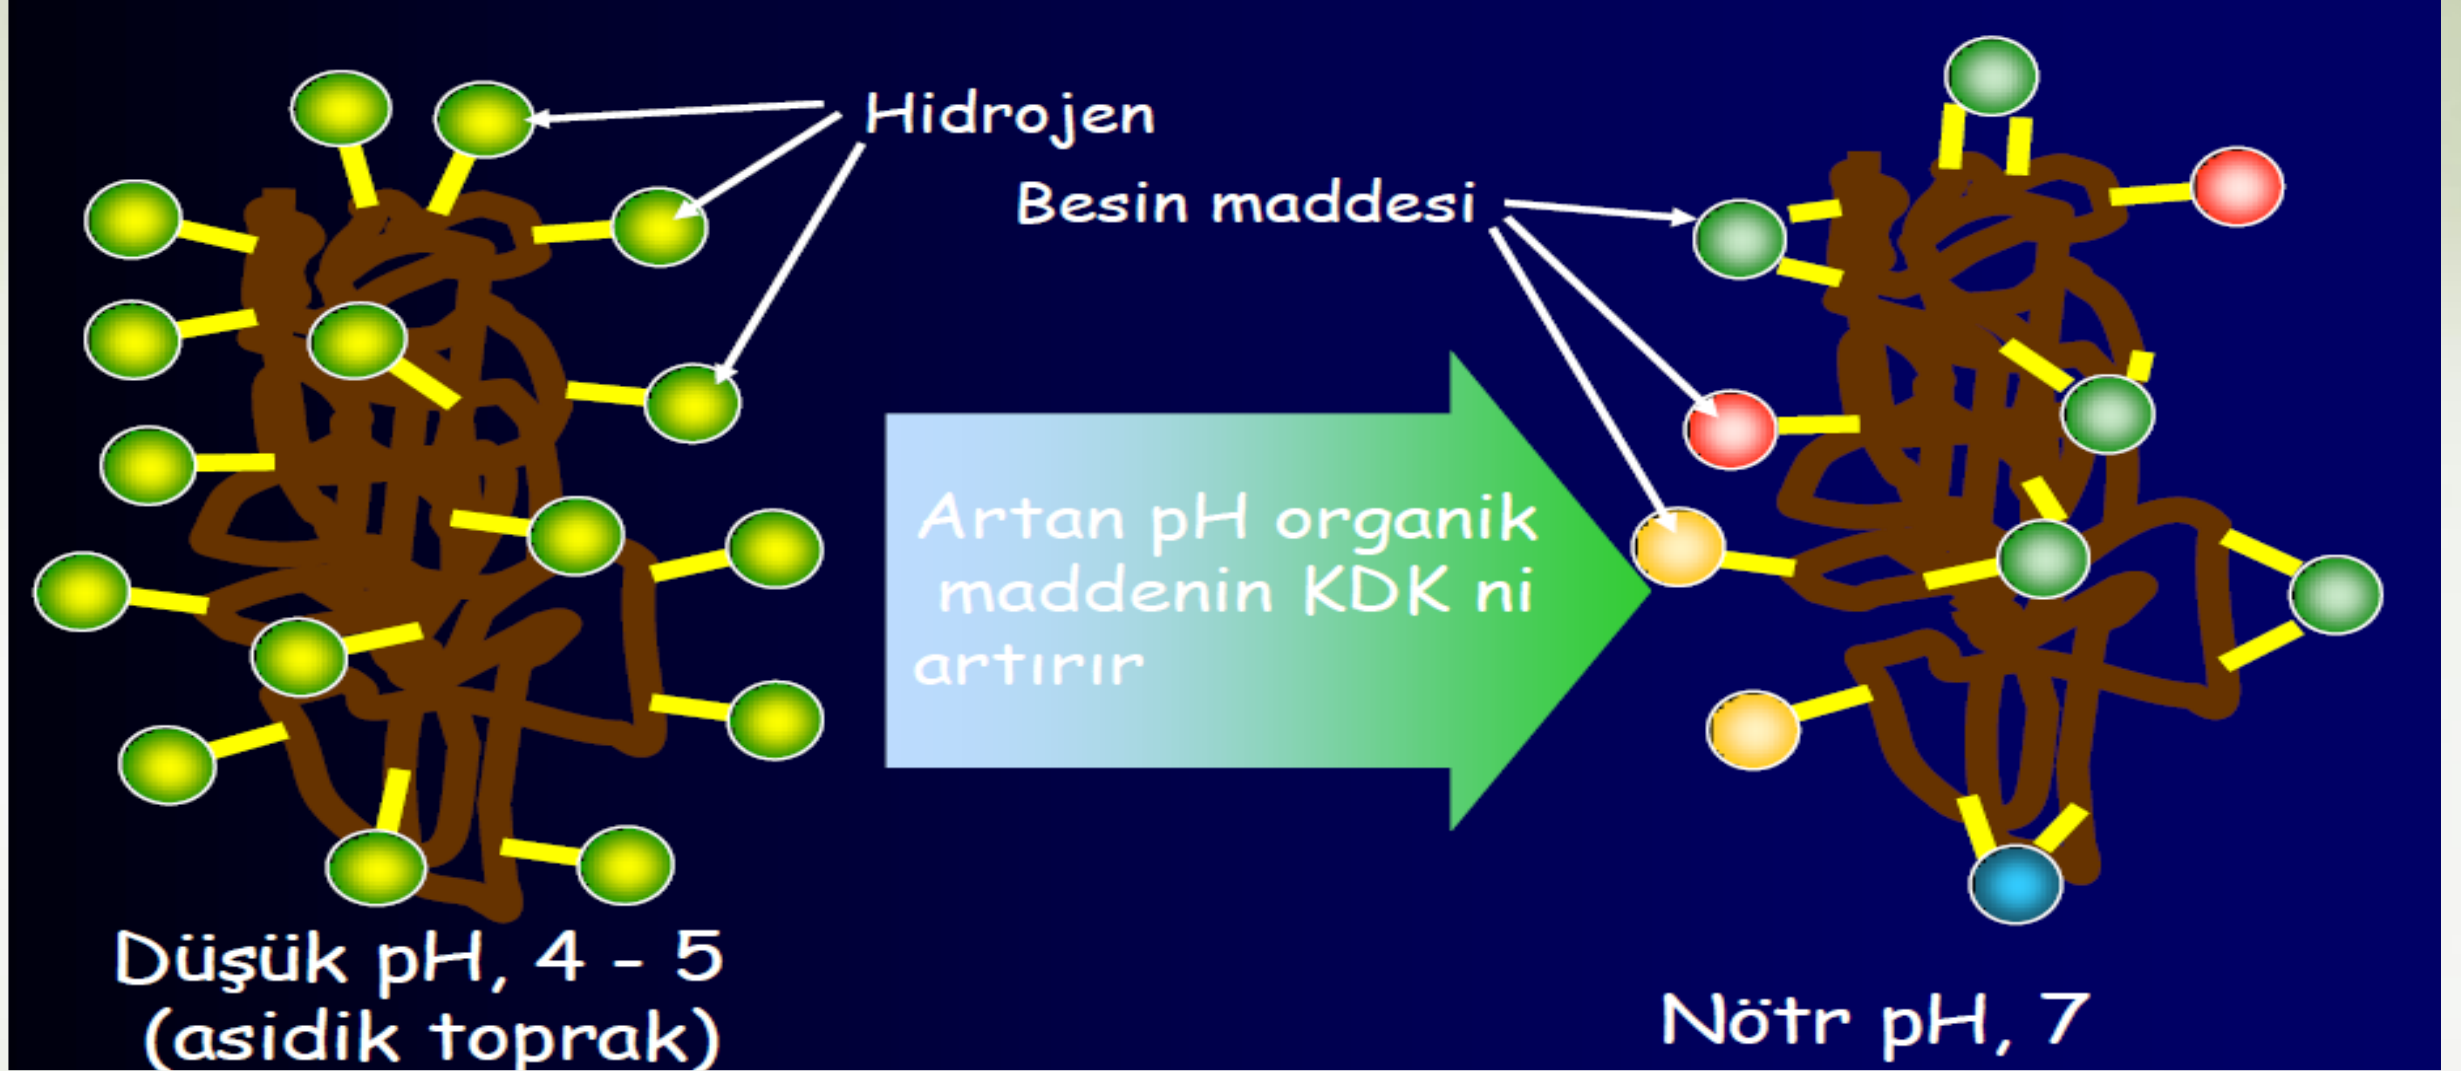 Hidrojen
Besin maddesi
Artan pH organik
maddenin KDK ni
artırır
Düşük pH, 4 - 5
(asidik toprak)
Nötr pH, 7